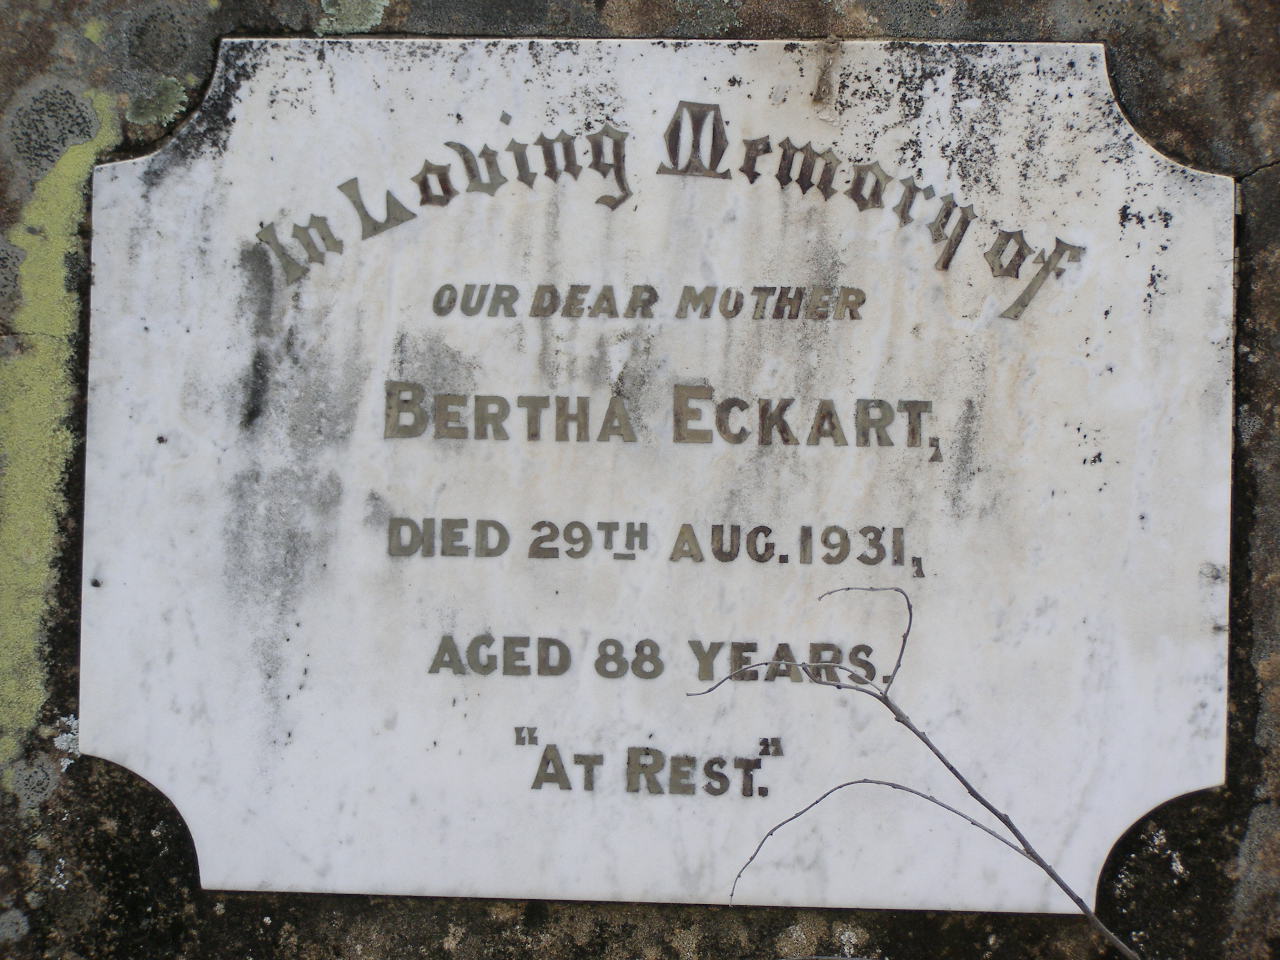 In Loving Memory of
OUR DEAR MOTHER
BERTHA ECKART,
DIED 29TH AUG. 1931,
AGED 88 YEARS.
"AT REST."